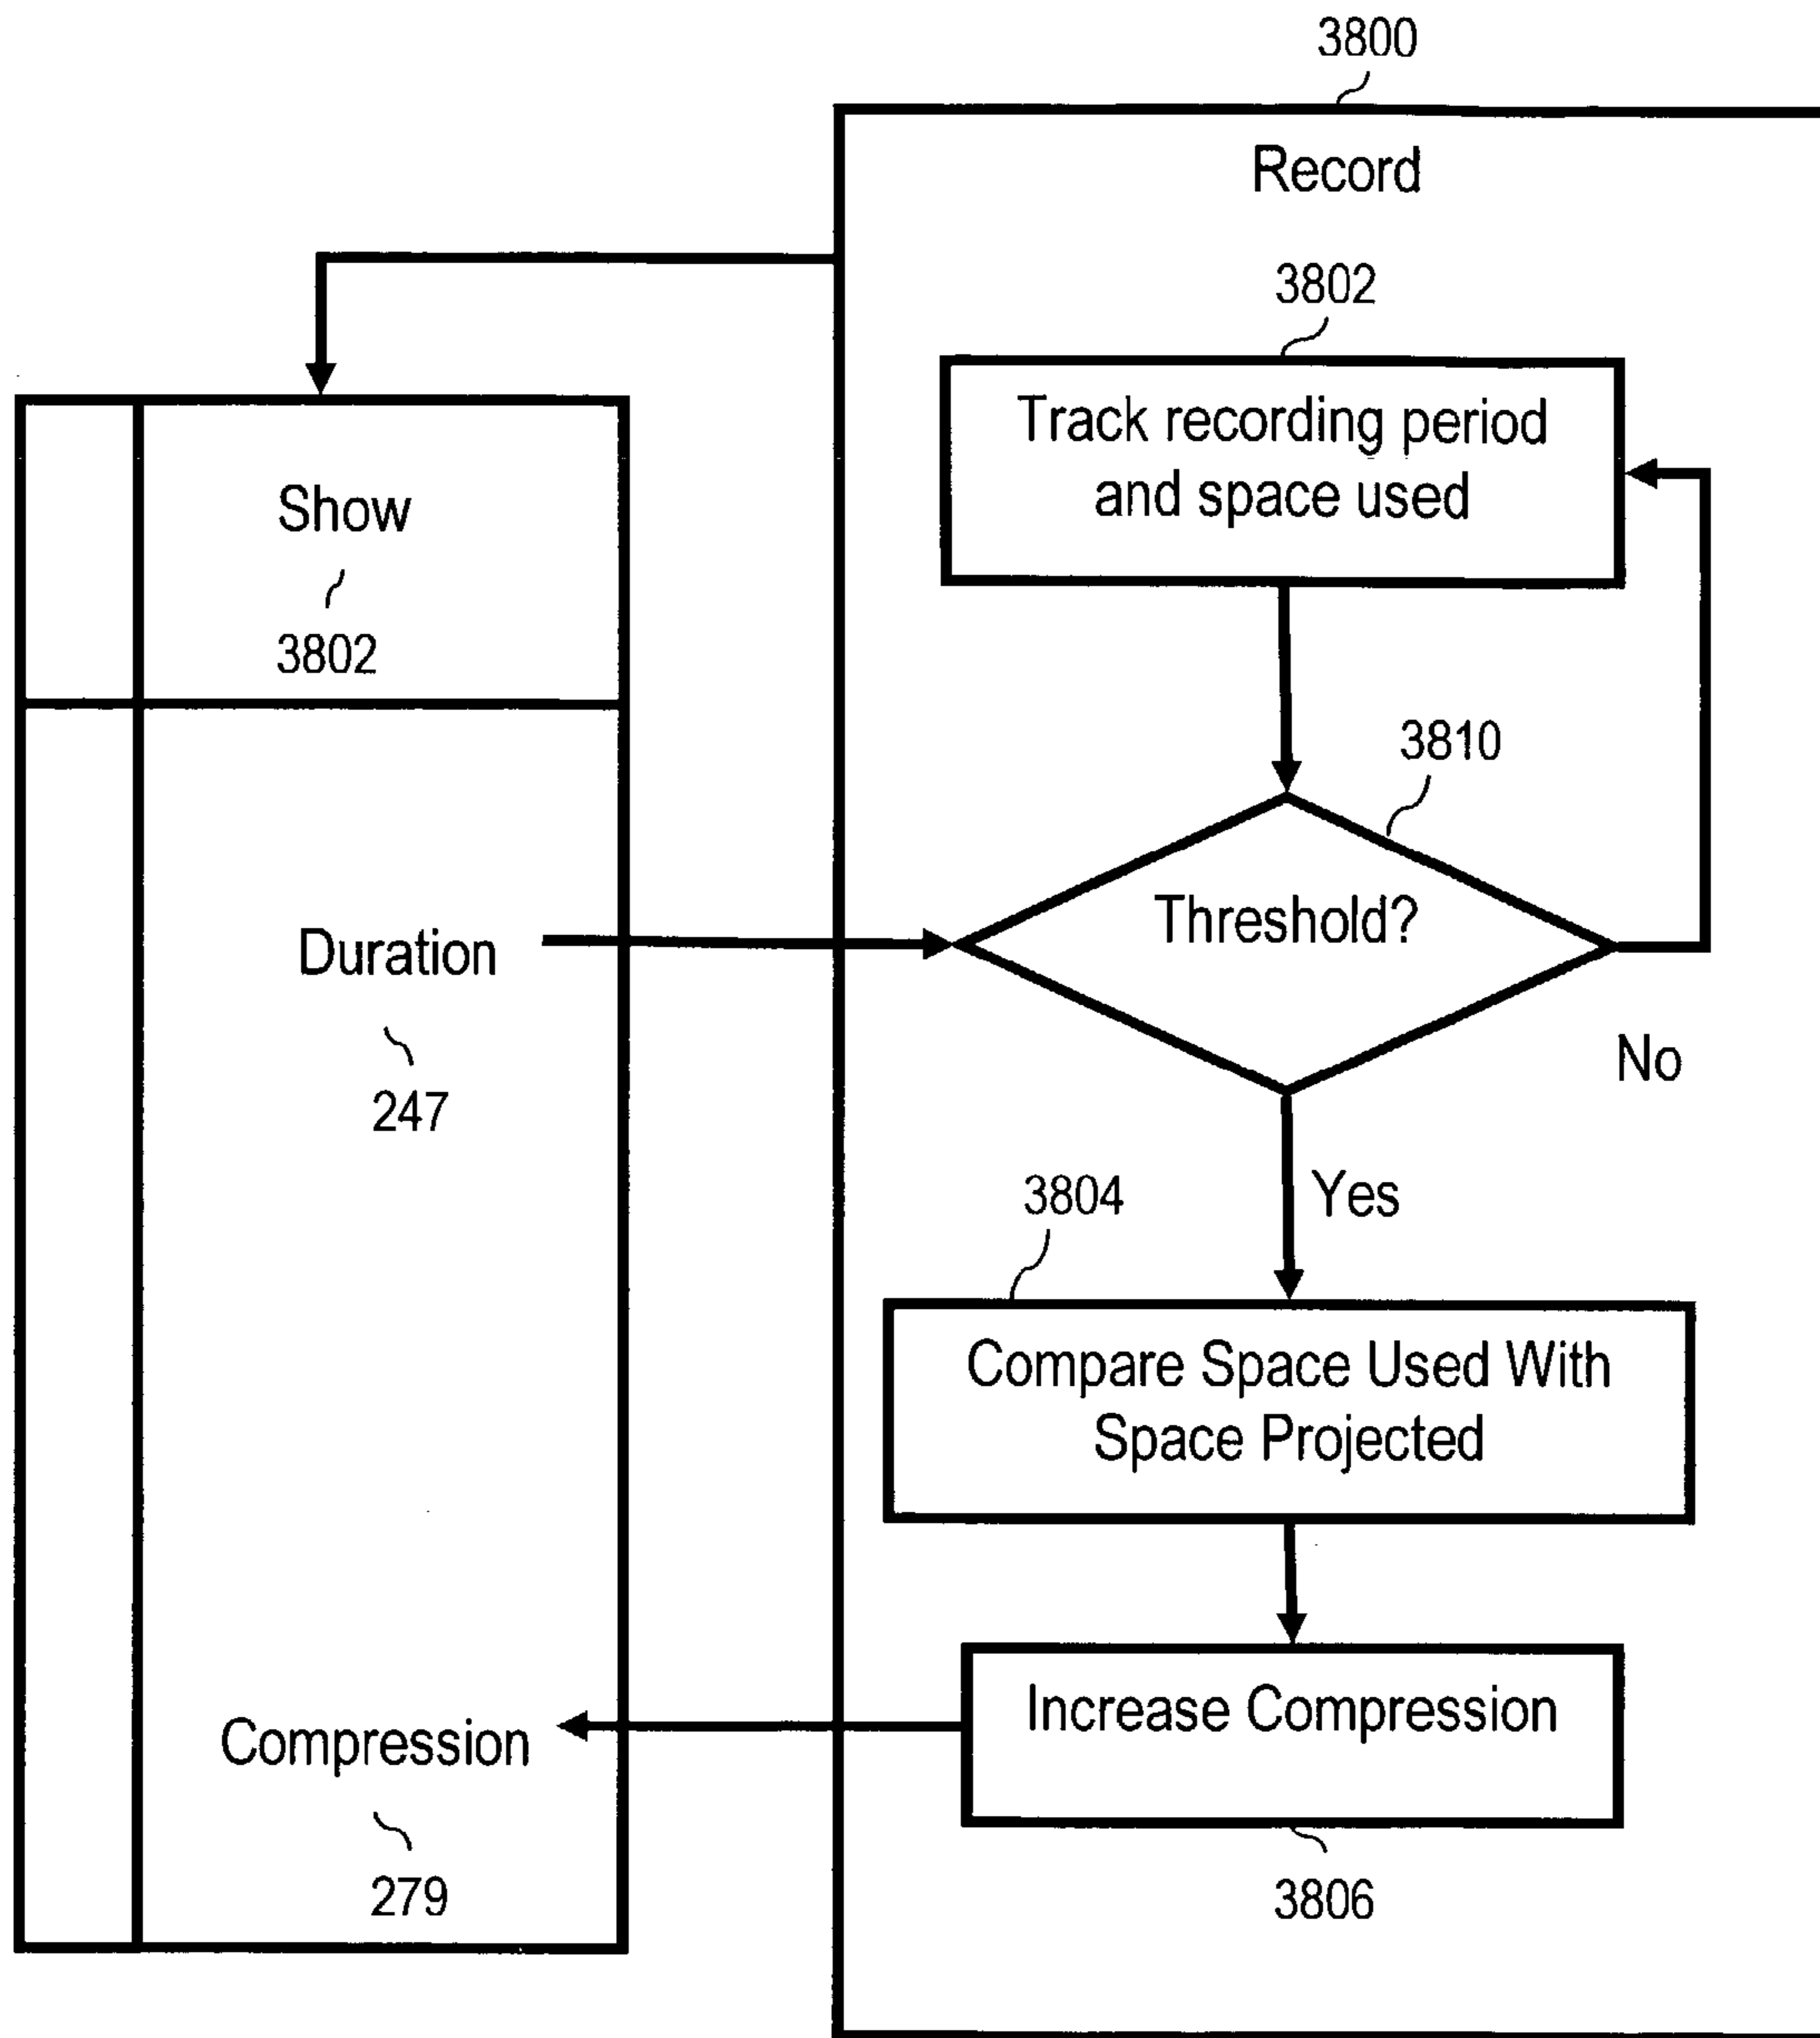 3800
Record
3802
Track recording period
and space used
Show
3802
3810
Threshold?
Duration
247
No
Yes
3804
Compare Space Used With
Space Projected
Increase Compression
Compression
279
3806